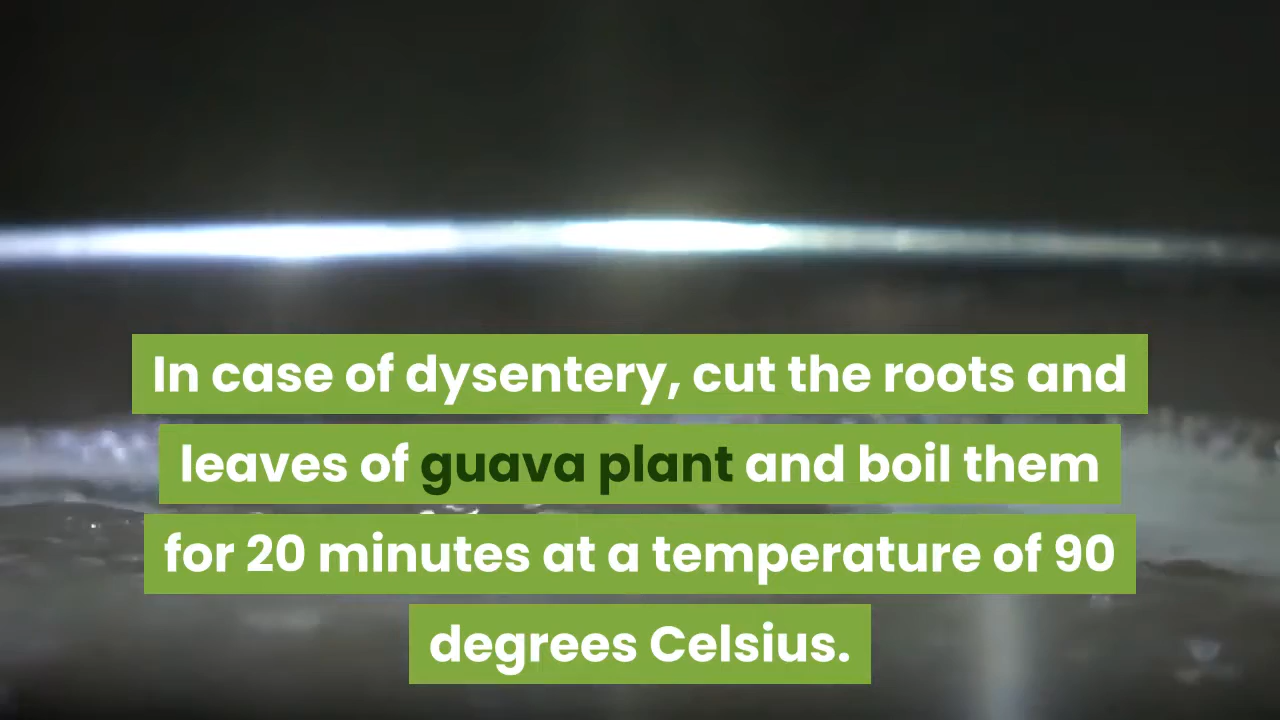 In case of dysentery, cut the roots and
leaves of guava plant and boil them
for 20 minutes at a temperature of 90
degrees Celsius.